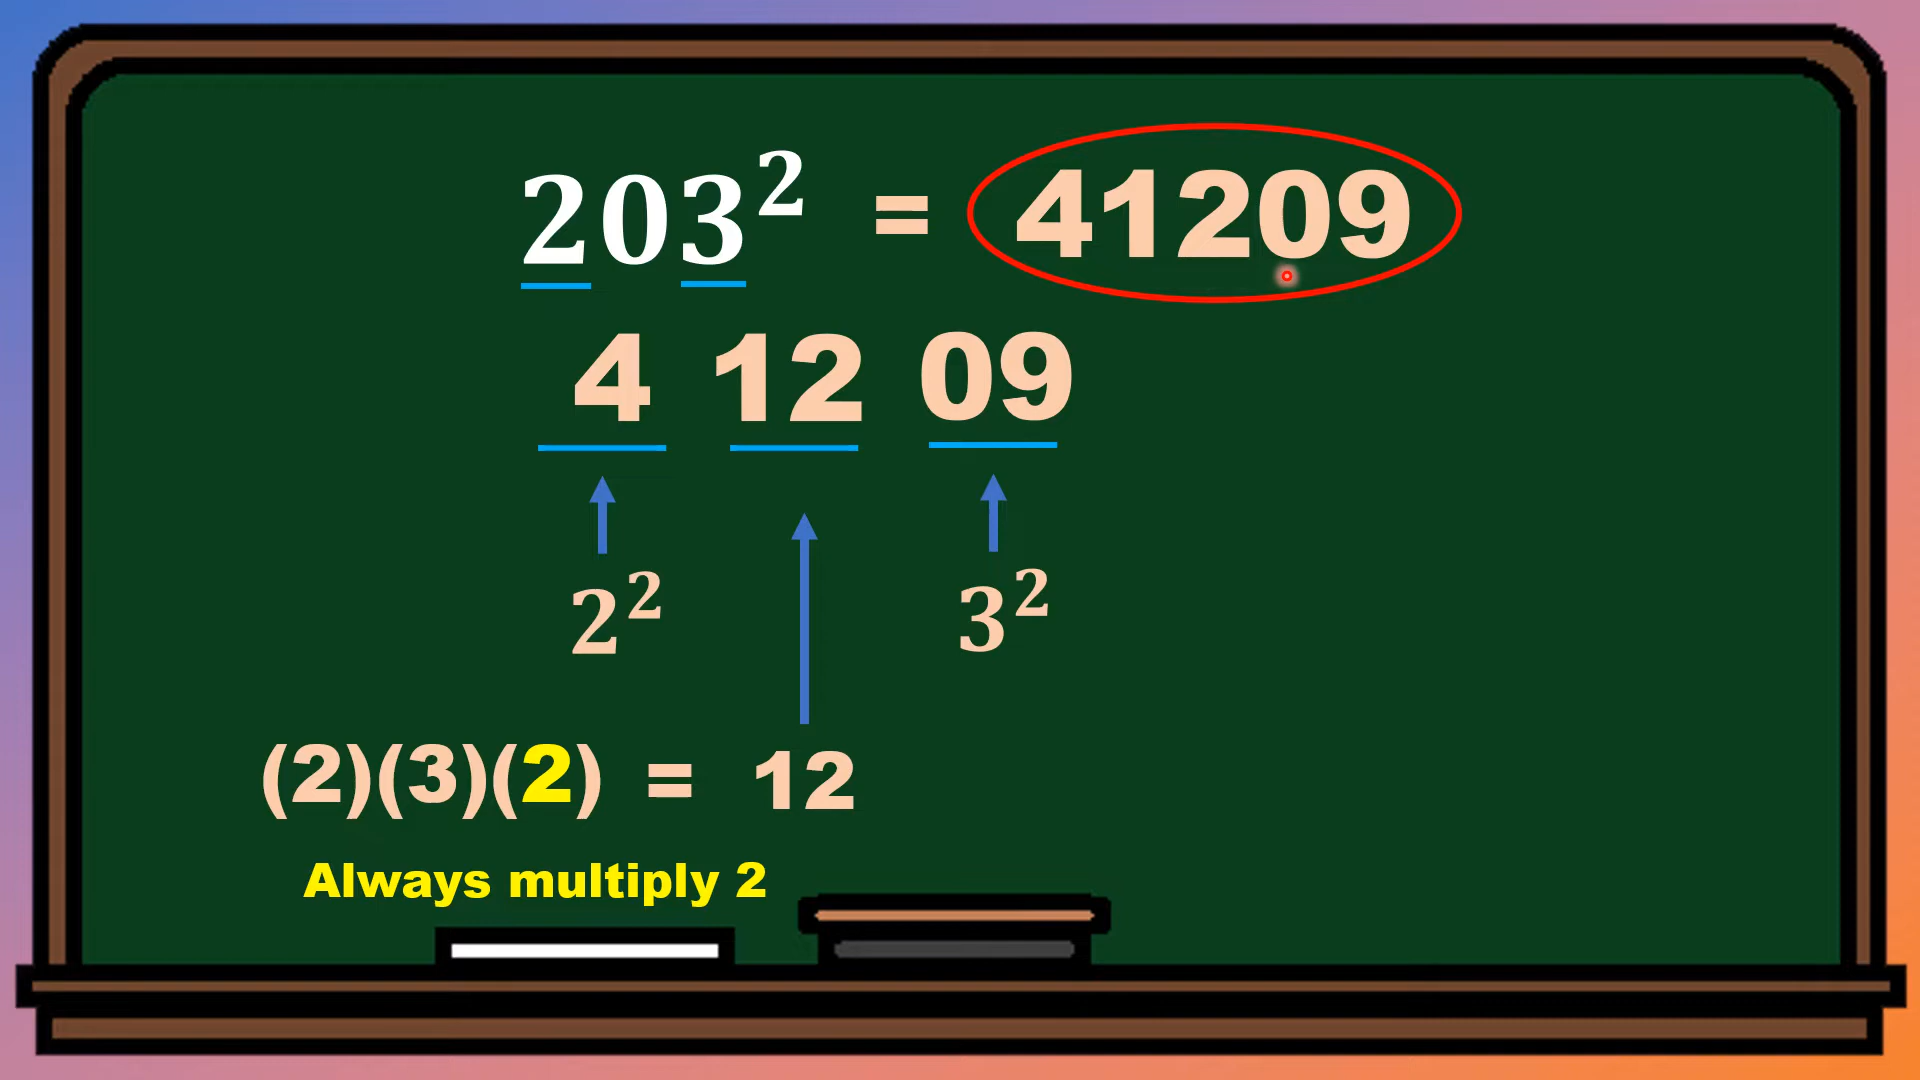 203² = 41209
4 12 09
2² 3²
(2)(3)(2) = 12
Always multiply 2